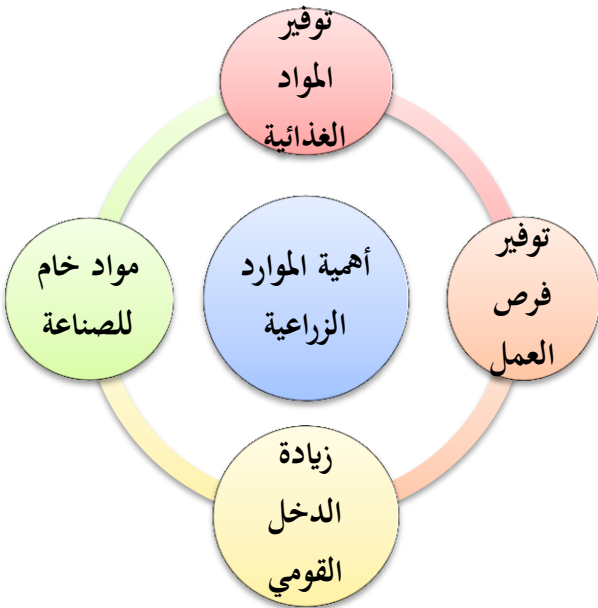 توفير
المواد
الغذائية
توفير
فرص
العمل
أهمية الموارد
الزراعية
مواد خام
للصناعة
زيادة
الدخل
القومي